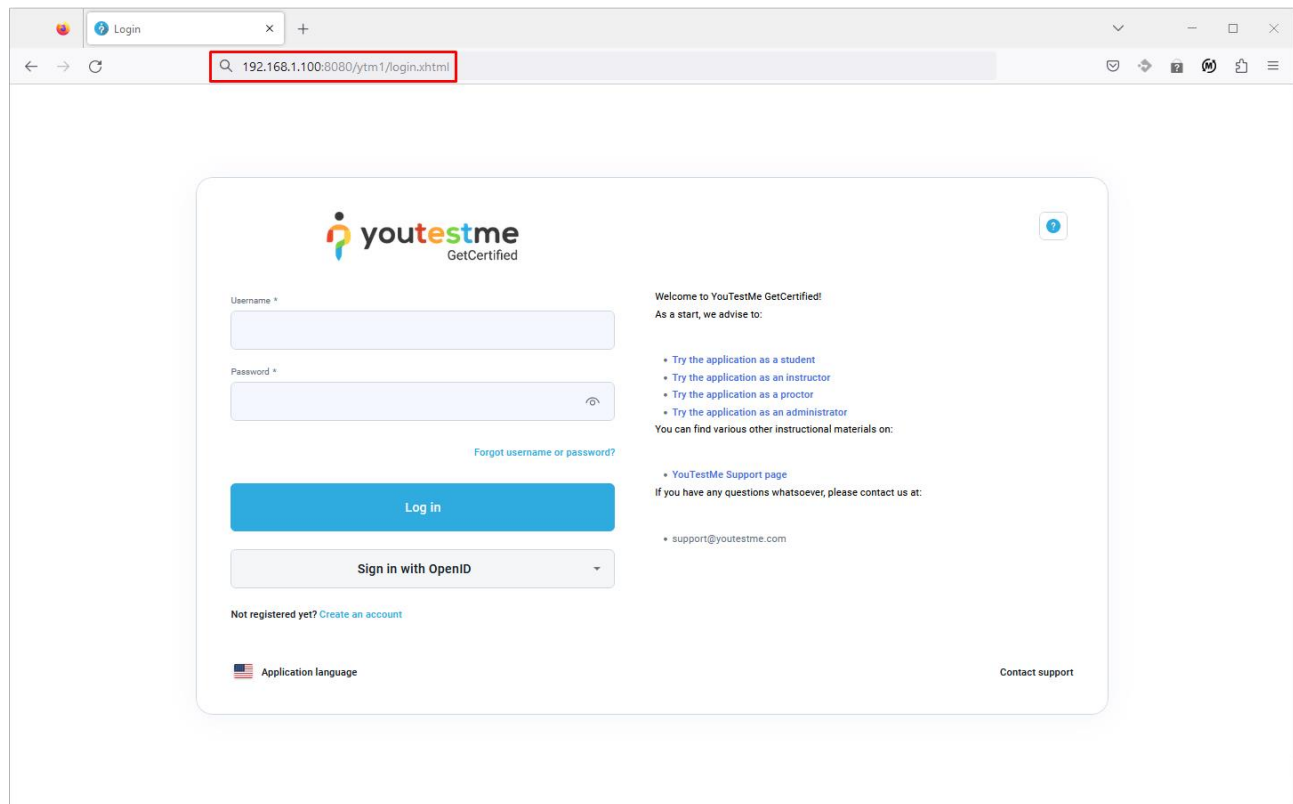 Login
192.168.1.100:8080/ytm1/login.xhtml
youtestme
GetCertified
Username *
Password *
Forgot username or password?
Log in
Sign in with OpenID
Not registered yet? Create an account
Application language
Welcome to YouTestMe GetCertified!
As a start, we advise to:
• Try the application as a student
• Try the application as an instructor
• Try the application as a proctor
• Try the application as an administrator
You can find various other instructional materials on:
• YouTestMe Support page
If you have any questions whatsoever, please contact us at:
• support@youtestme.com
Contact support